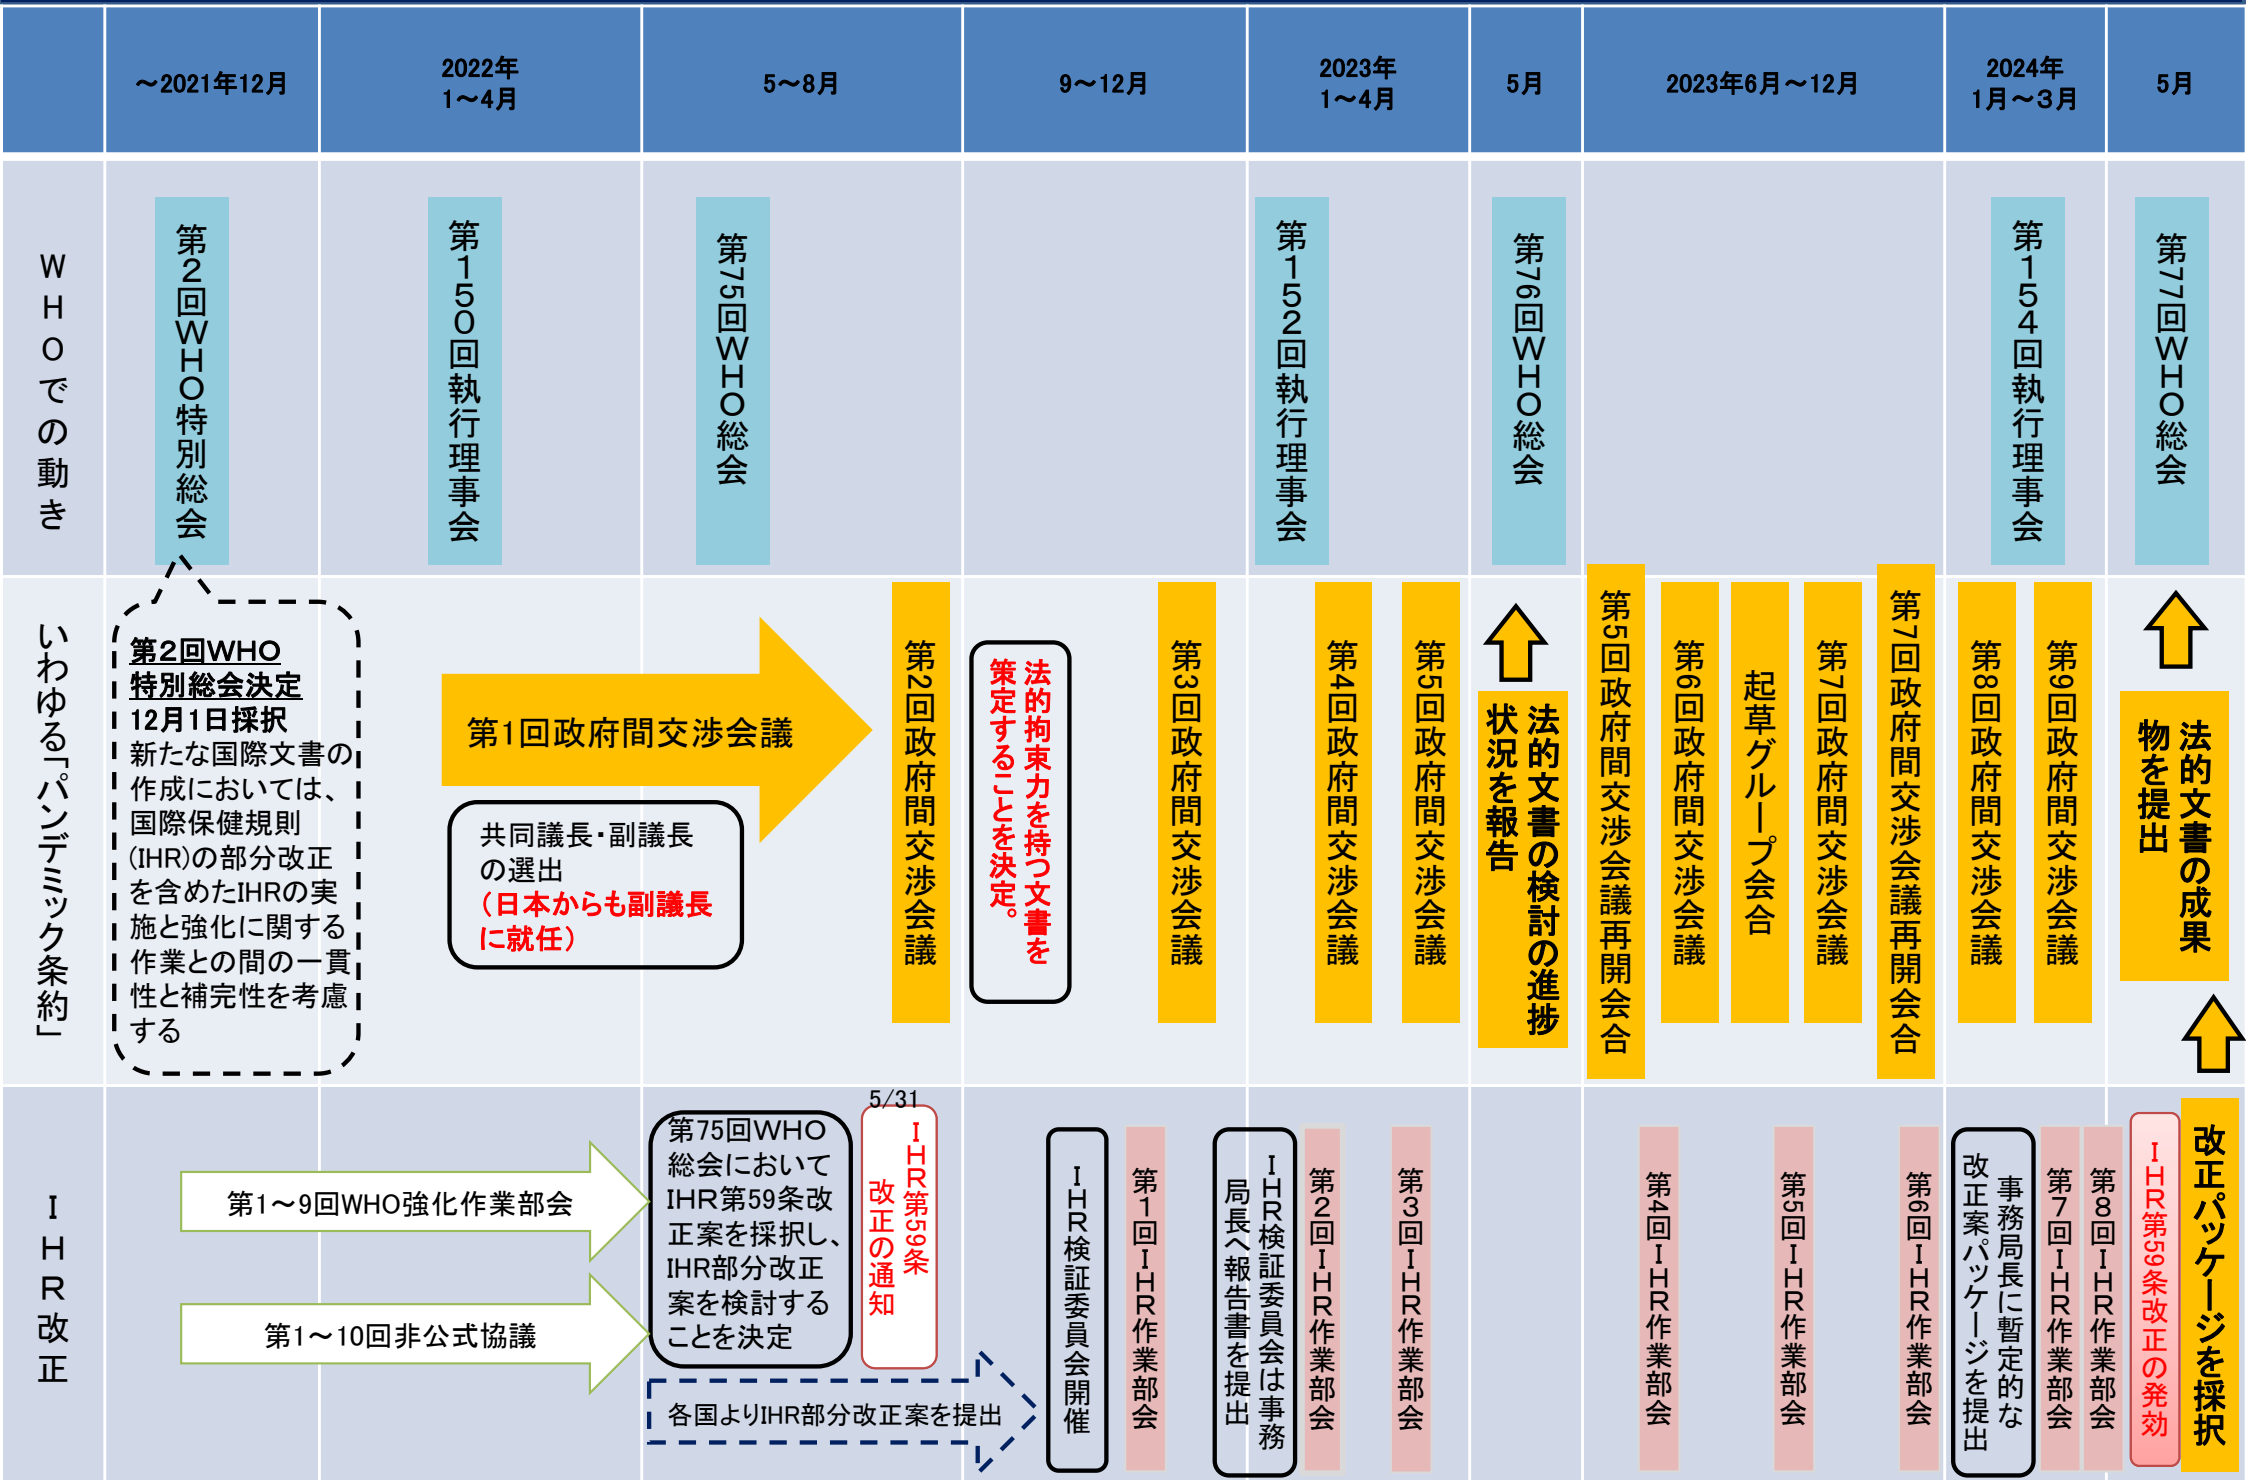 ～2021年12月
2022年
1～4月
5～8月
9～12月
2023年
1～4月
5月
2023年6月～12月
2024年
1月～３月
5月
ＷＨＯでの動き
第２回ＷＨＯ特別総会
第１５０回執行理事会
第75回ＷＨＯ総会
第１５２回執行理事会
第76回ＷＨＯ総会
第１５４回執行理事会
第77回ＷＨＯ総会
いわゆる「パンデミック条約」
第2回WHO
特別総会決定
12月1日採択
新たな国際文書の
作成においては、
国際保健規則
(IHR)の部分改正
を含めたIHRの実
施と強化に関する
作業との間の一貫
性と補完性を考慮
する
第1回政府間交渉会議
共同議長・副議長
の選出
（日本からも副議長
に就任）
第2回政府間交渉会議
法的拘束力を持つ文書を
策定することを決定。
第3回政府間交渉会議
第4回政府間交渉会議
第5回政府間交渉会議
法的文書の検討の進捗
状況を報告
第5回政府間交渉会議再開会合
第6回政府間交渉会議
起草グループ会合
第7回政府間交渉会議
第7回政府間交渉会議再開会合
第8回政府間交渉会議
第9回政府間交渉会議
法的文書の成果
物を提出
ＩＨＲ改正
第1～9回WHO強化作業部会
第1～10回非公式協議
第75回WHO
総会において
IHR第59条改
正案を採択し、
IHR部分改正
案を検討する
ことを決定
5/31
ＩＨＲ第59条
改正の通知
各国よりIHR部分改正案を提出
ＩＨＲ検証委員会開催
第１回ＩＨＲ作業部会
ＩＨＲ検証委員会は事務
局長へ報告書を提出
第２回ＩＨＲ作業部会
第３回ＩＨＲ作業部会
第4回ＩＨＲ作業部会
第5回ＩＨＲ作業部会
第6回ＩＨＲ作業部会
事務局長に暫定的な
改正案パッケージを提出
第７回ＩＨＲ作業部会
第８回ＩＨＲ作業部会
ＩＨＲ第59条改正の発効
改正パッケージを採択